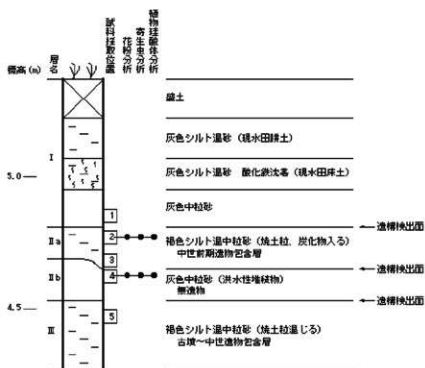 標高(m)
層名
試料採取位置
花粉分析
寄生虫分析
植物珪酸体分析
盛土
灰色シルト混砂(現水田耕土)
Ⅰ
灰色シルト混砂 酸化鉄沈着(現水田床土)
5.0
灰色中粒砂
1
遺構検出面
Ⅱa
2
褐色シルト混中粒砂(焼土粒、炭化物入る)
中世前期遺物包含層
3
遺構検出面
Ⅱb
4
灰色中粒砂(洪水性堆積物)
無遺物
4.5
遺構検出面
5
Ⅲ
褐色シルト混中粒砂(焼土粒混じる)
古墳〜中世遺物包含層